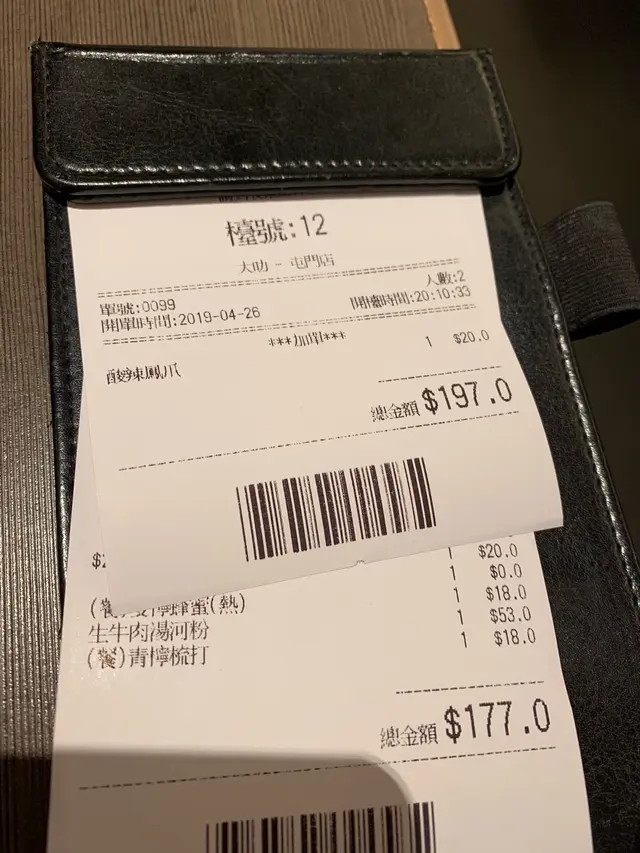 檯號:12
大叻 - 屯門店
單號:0099 人數:2
開單時間:2019-04-26 開檯時間:20:10:33
***加單***
酸辣鳳爪 1 $20.0
總金額 $197.0
1 $20.0
1 $0.0
(熱) 1 $18.0
生牛肉湯河粉 1 $53.0
(餐)青檸梳打 1 $18.0
總金額 $177.0